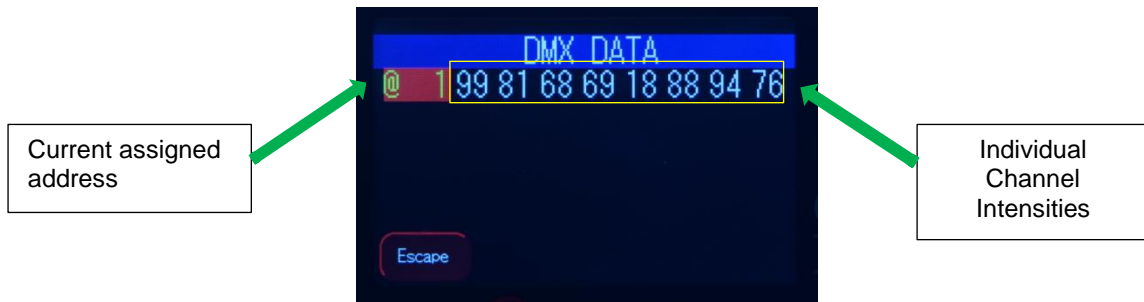 DMX DATA
@ 1 99 81 68 69 18 88 94 76
Current assigned
address
Individual
Channel
Intensities
Escape